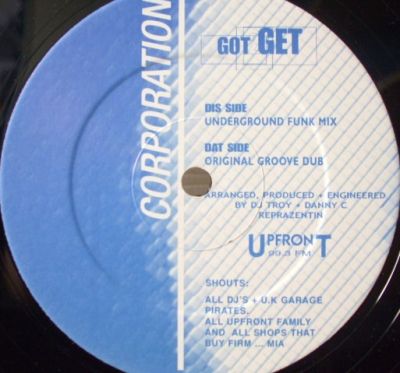 CORPORATION
GOT GET
DIS SIDE
UNDERGROUND FUNK MIX
DAT SIDE
ORIGINAL GROOVE DUB
ARRANGED, PRODUCED + ENGINEERED
BY DJ TROY + DANNY C
REPRAZENTIN
UPFRONT
99.3 FM
SHOUTS:
ALL DJ'S + U.K GARAGE
PIRATES.
ALL UPFRONT FAMILY
AND ALL SHOPS THAT
BUY FIRM ... MIA